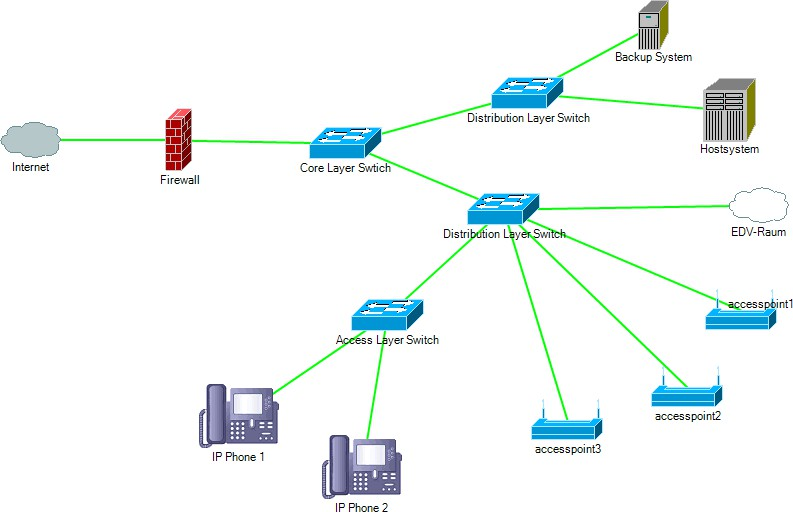 Backup System
Distribution Layer Switch
Hostsystem
Internet
Firewall
Core Layer Swtich
Distribution Layer Switch
EDV-Raum
accesspoint1
Access Layer Switch
accesspoint2
accesspoint3
IP Phone 1
IP Phone 2